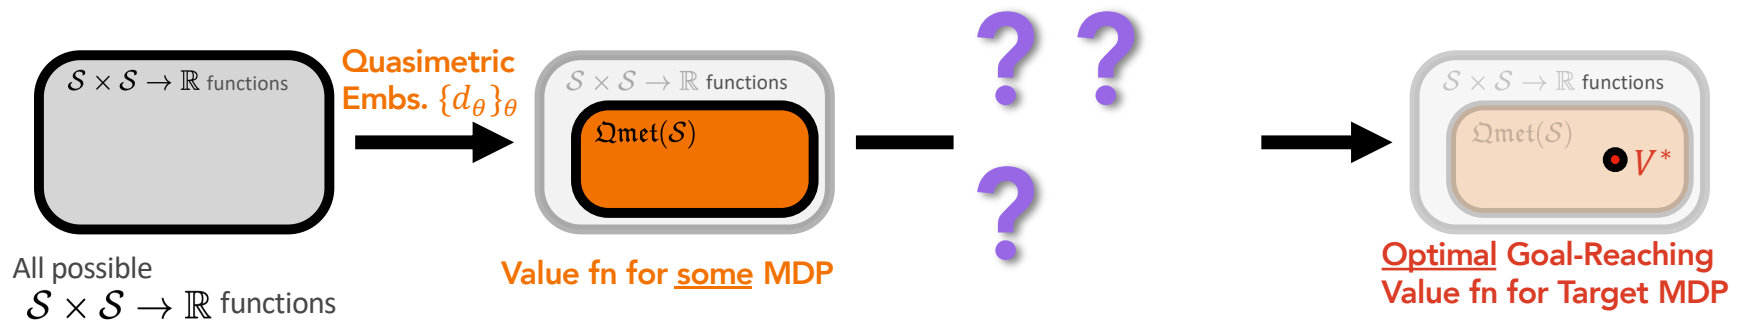 𝒮 × 𝒮 → ℝ functions
All possible
𝒮 × 𝒮 → ℝ functions
Quasimetric
Embs. {d_θ}_θ
𝒮 × 𝒮 → ℝ functions
𝔔𝔪𝔢𝔱(𝒮)
Value fn for some MDP
? ?
?
𝒮 × 𝒮 → ℝ functions
𝔔𝔪𝔢𝔱(𝒮)
V*
Optimal Goal-Reaching
Value fn for Target MDP